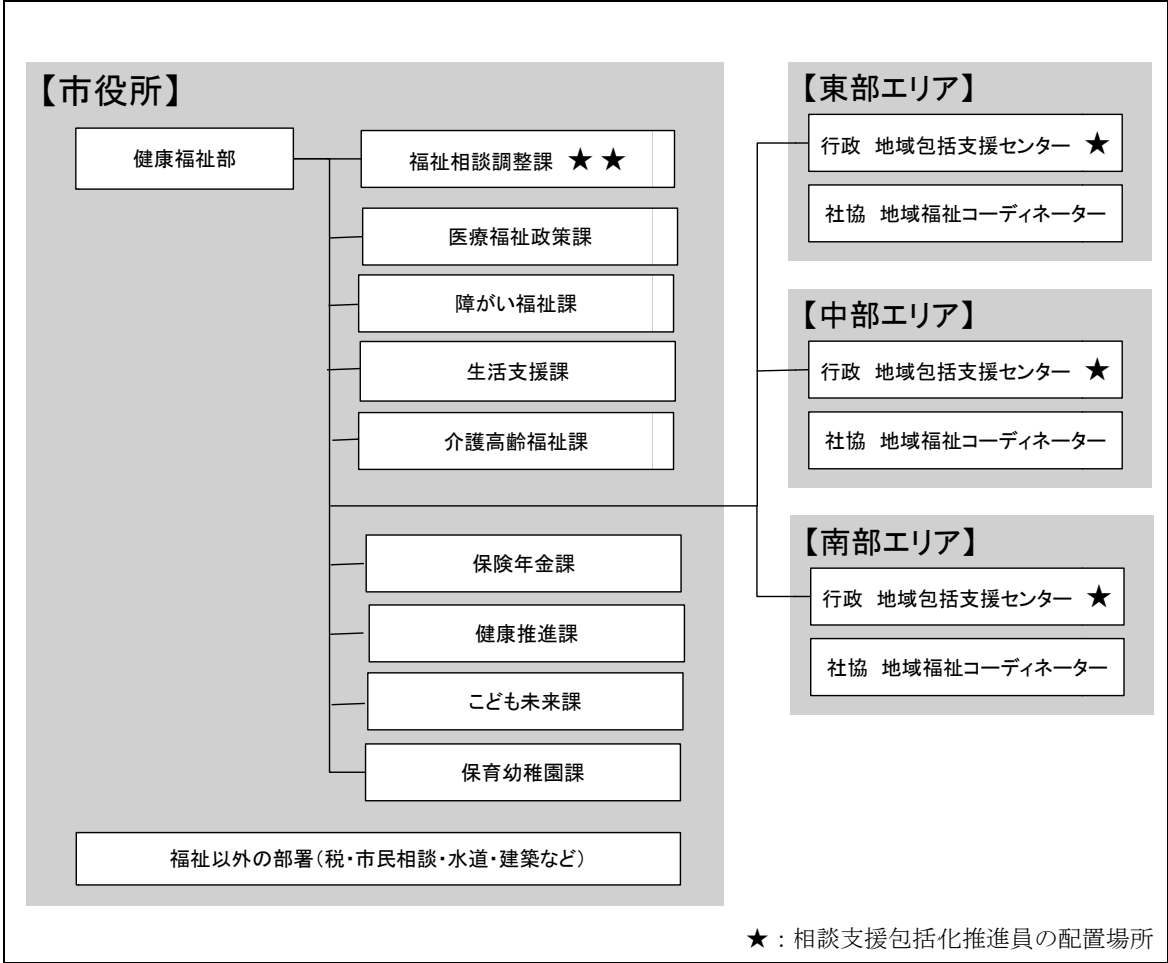 【市役所】
健康福祉部
福祉相談調整課 ★ ★
医療福祉政策課
障がい福祉課
生活支援課
介護高齢福祉課
保険年金課
健康推進課
こども未来課
保育幼稚園課
福祉以外の部署(税・市民相談・水道・建築など)
【東部エリア】
行政 地域包括支援センター ★
社協 地域福祉コーディネーター
【中部エリア】
行政 地域包括支援センター ★
社協 地域福祉コーディネーター
【南部エリア】
行政 地域包括支援センター ★
社協 地域福祉コーディネーター
★:相談支援包括化推進員の配置場所